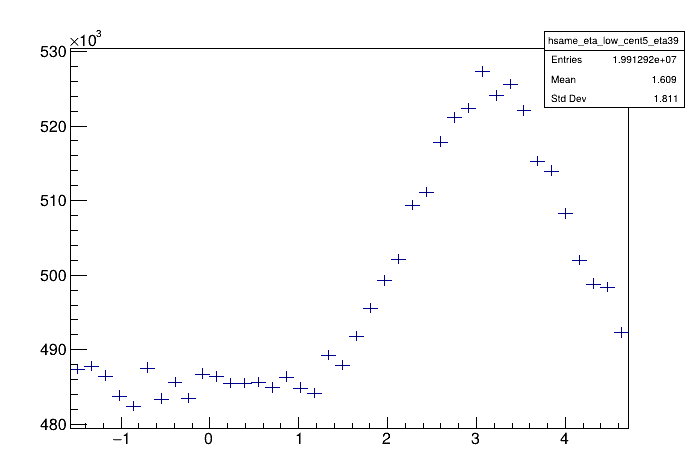 ×10³
hsame_eta_low_cent5_eta39
Entries 1.991292e+07
Mean 1.609
Std Dev 1.811
530
520
510
500
490
480
−1 0 1 2 3 4